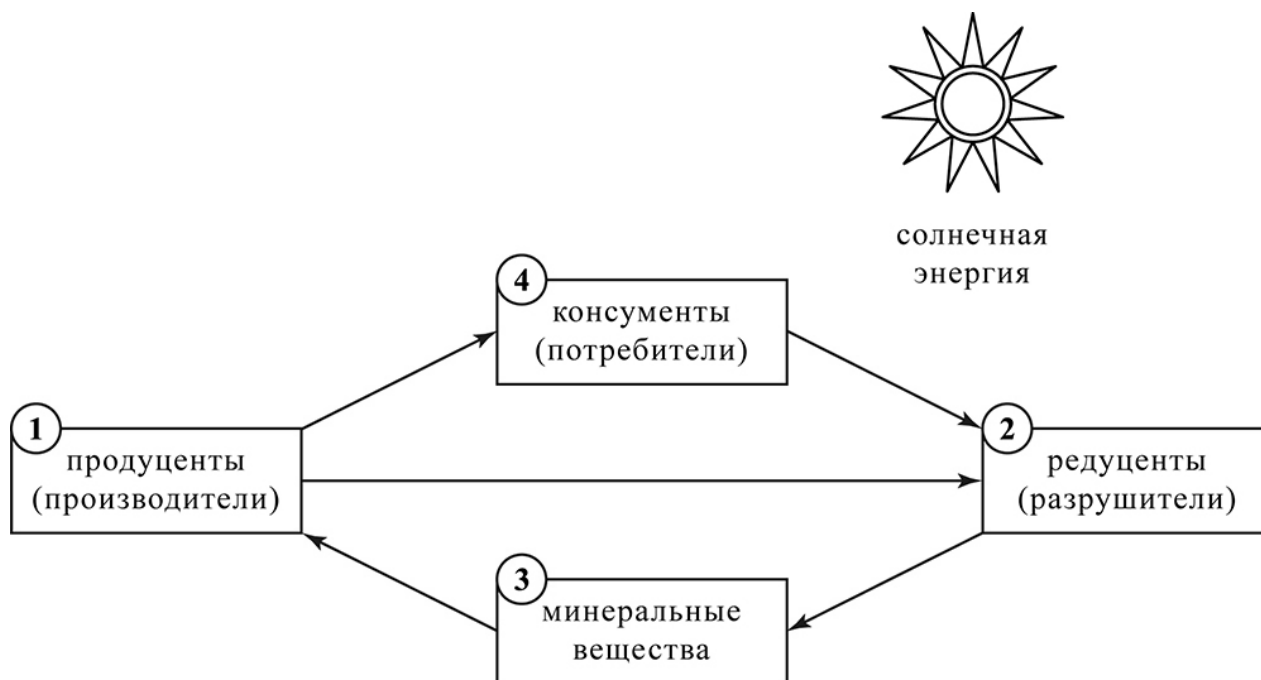 солнечная
энергия
4
консументы
(потребители)
1
продуценты
(производители)
2
редуценты
(разрушители)
3
минеральные
вещества